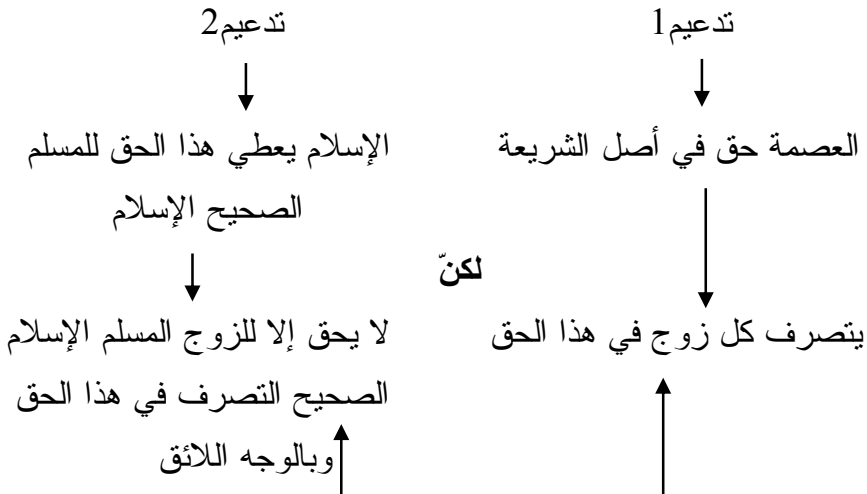 تدعيم1
تدعيم2
العصمة حق في أصل الشريعة
الإسلام يعطي هذا الحق للمسلم
الصحيح الإسلام
لكنّ
يتصرف كل زوج في هذا الحق
لا يحق إلا للزوج المسلم الإسلام
الصحيح التصرف في هذا الحق
وبالوجه اللائق